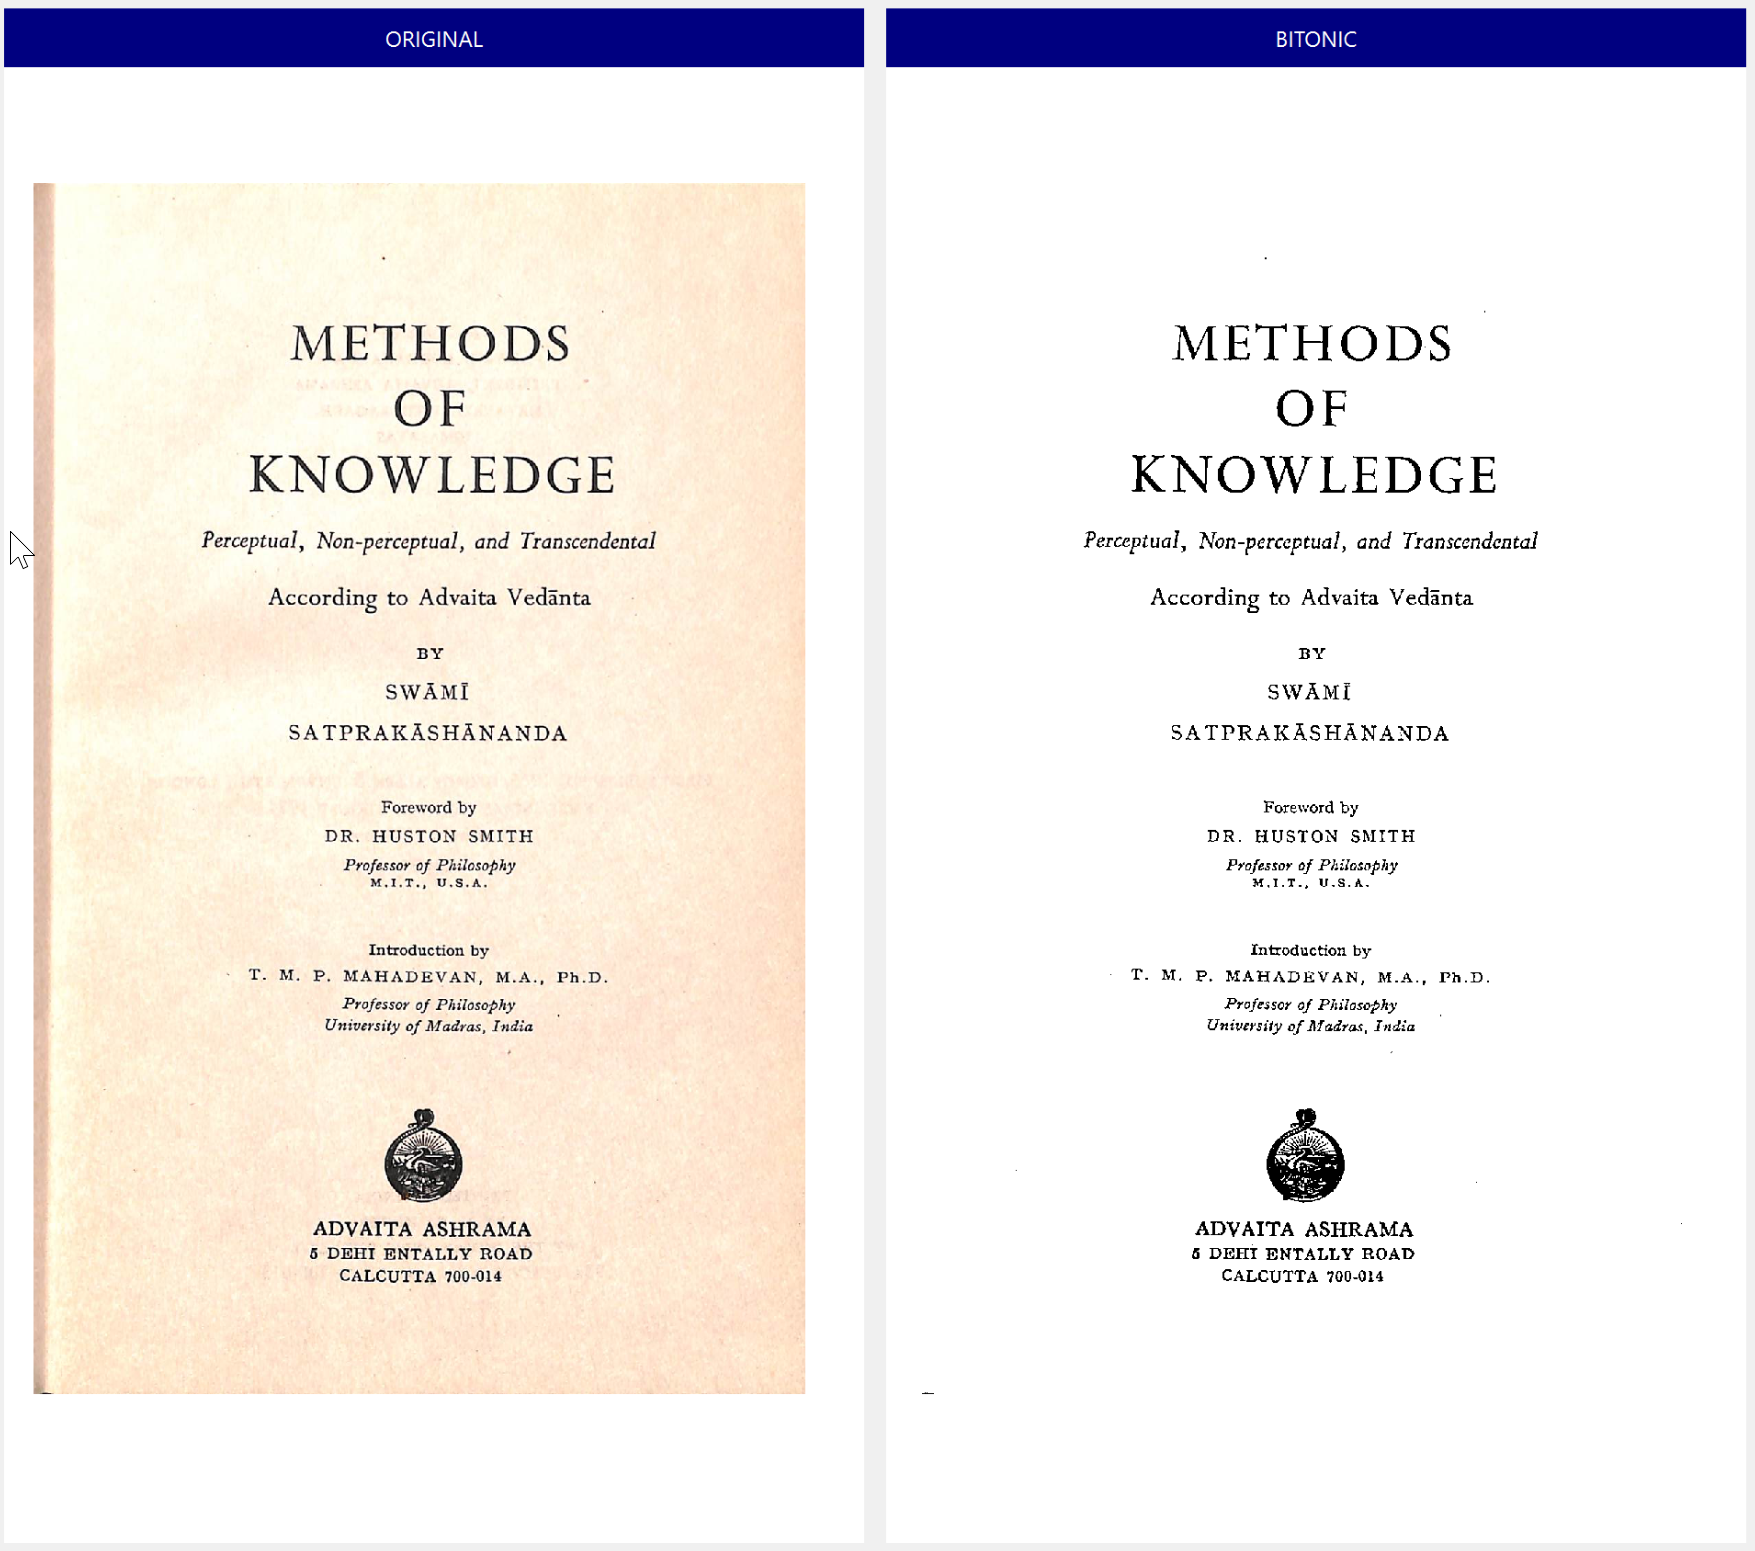 ORIGINAL
METHODS
OF
KNOWLEDGE
Perceptual, Non-perceptual, and Transcendental
According to Advaita Vedānta
BY
SWĀMĪ
SATPRAKĀSHĀNANDA
Foreword by
DR. HUSTON SMITH
Professor of Philosophy
M.I.T., U.S.A.
Introduction by
T. M. P. MAHADEVAN, M.A., Ph.D.
Professor of Philosophy
University of Madras, India
ADVAITA ASHRAMA
5 DEHI ENTALLY ROAD
CALCUTTA 700-014
BITONIC
METHODS
OF
KNOWLEDGE
Perceptual, Non-perceptual, and Transcendental
According to Advaita Vedānta
BY
SWĀMĪ
SATPRAKĀSHĀNANDA
Foreword by
DR. HUSTON SMITH
Professor of Philosophy
M.I.T., U.S.A.
Introduction by
T. M. P. MAHADEVAN, M.A., Ph.D.
Professor of Philosophy
University of Madras, India
ADVAITA ASHRAMA
5 DEHI ENTALLY ROAD
CALCUTTA 700-014